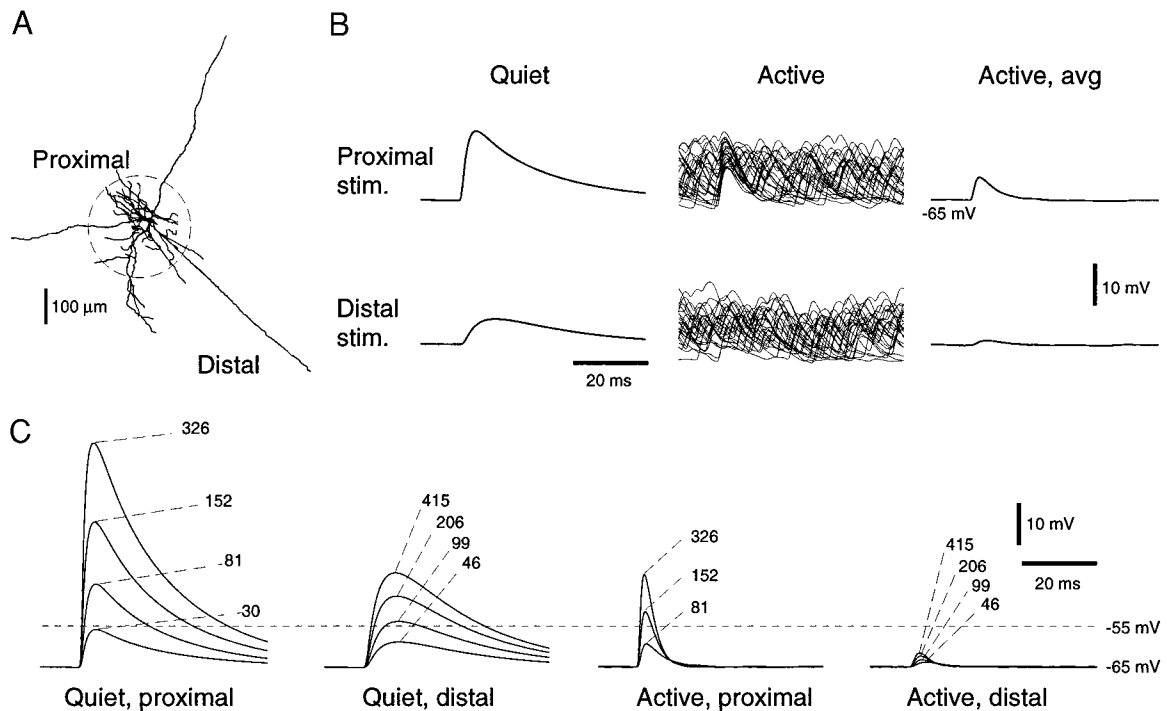 A
Proximal
100 μm
Distal
B
Quiet
Active
Active, avg
Proximal
stim.
-65 mV
10 mV
Distal
stim.
20 ms
C
326
152
81
30
Quiet, proximal
415
206
99
46
Quiet, distal
326
152
81
Active, proximal
415
206
99
46
Active, distal
10 mV
20 ms
-55 mV
-65 mV